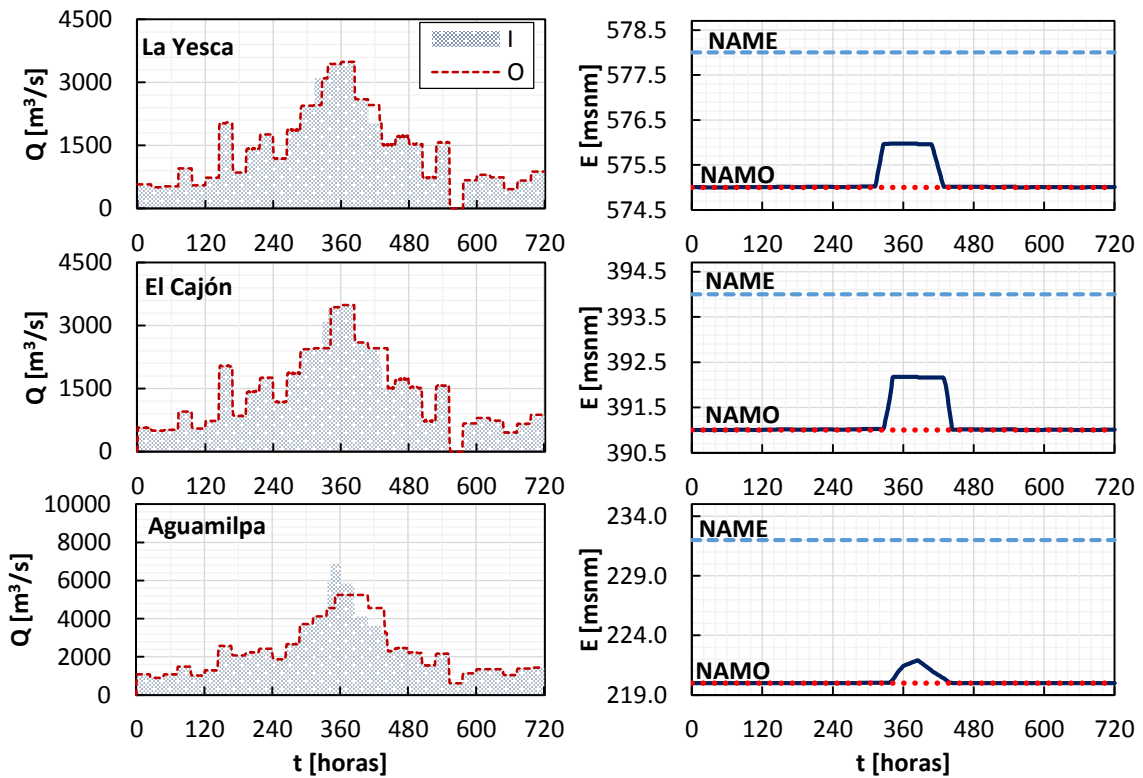 La Yesca
I
O
Q [m³/s]
4500
3000
1500
0
0 120 240 360 480 600 720
NAME
NAMO
E [msnm]
578.5
577.5
576.5
575.5
574.5
0 120 240 360 480 600 720
El Cajón
Q [m³/s]
4500
3000
1500
0
0 120 240 360 480 600 720
NAME
NAMO
E [msnm]
394.5
393.5
392.5
391.5
390.5
0 120 240 360 480 600 720
Aguamilpa
Q [m³/s]
10000
8000
6000
4000
2000
0
0 120 240 360 480 600 720
t [horas]
NAME
NAMO
E [msnm]
234.0
229.0
224.0
219.0
0 120 240 360 480 600 720
t [horas]